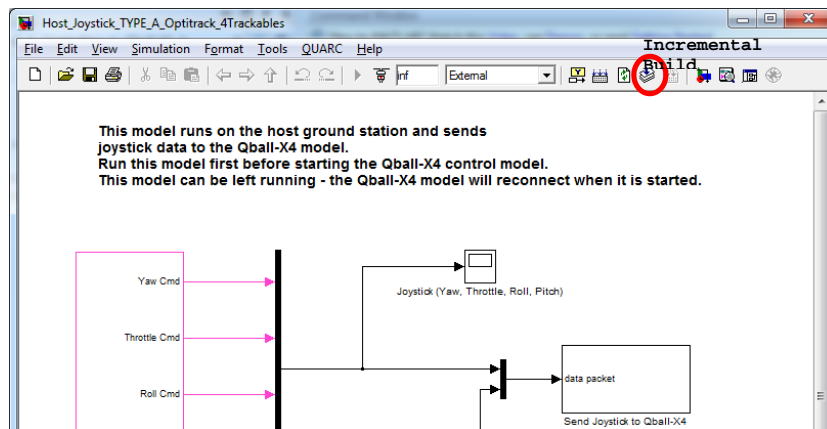 Host_Joystick_TYPE_A_Optitrack_4Trackables
File Edit View Simulation Format Tools QUARC Help
Incremental
Build
inf External
This model runs on the host ground station and sends
joystick data to the Qball-X4 model.
Run this model first before starting the Qball-X4 control model.
This model can be left running - the Qball-X4 model will reconnect when it is started.
Yaw Cmd
Joystick (Yaw, Throttle, Roll, Pitch)
Throttle Cmd
data packet
Roll Cmd
Send Joystick to Qball-X4